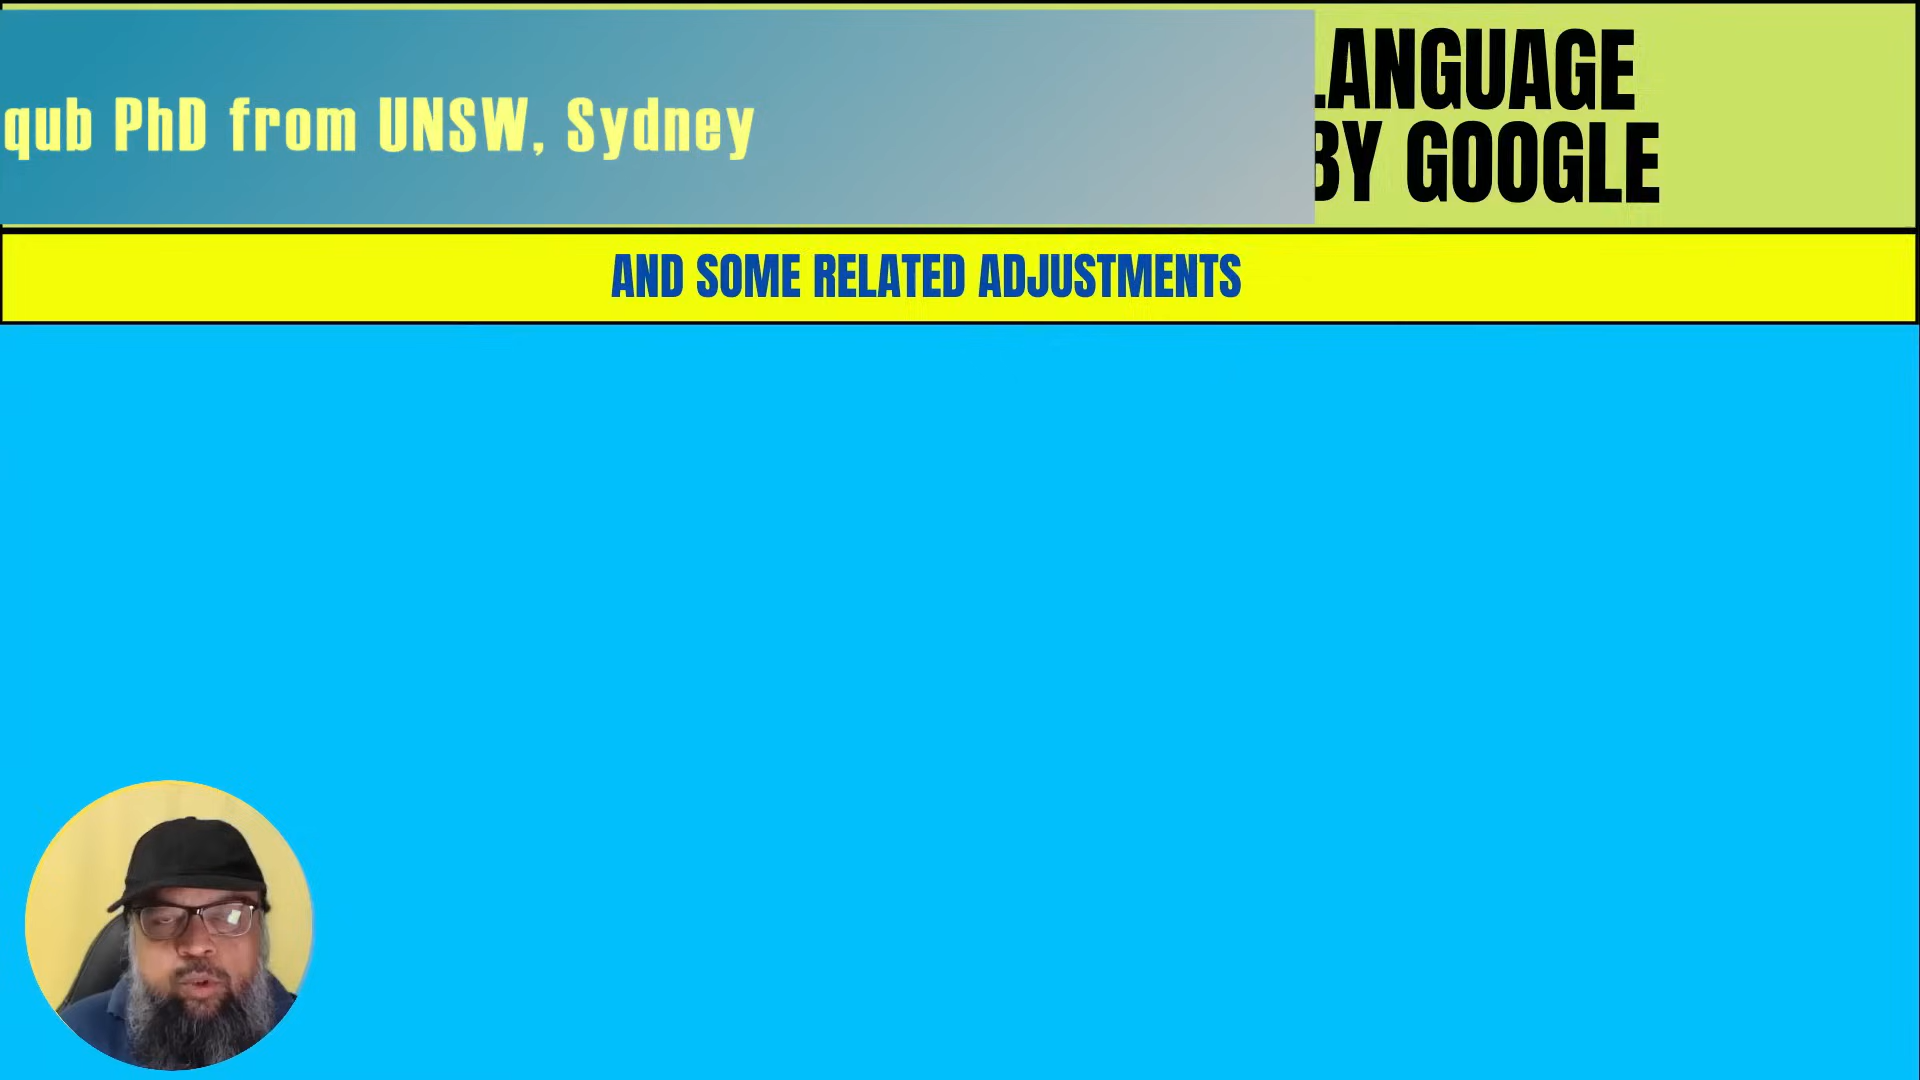 qub PhD from UNSW, Sydney
LANGUAGE
BY GOOGLE
AND SOME RELATED ADJUSTMENTS